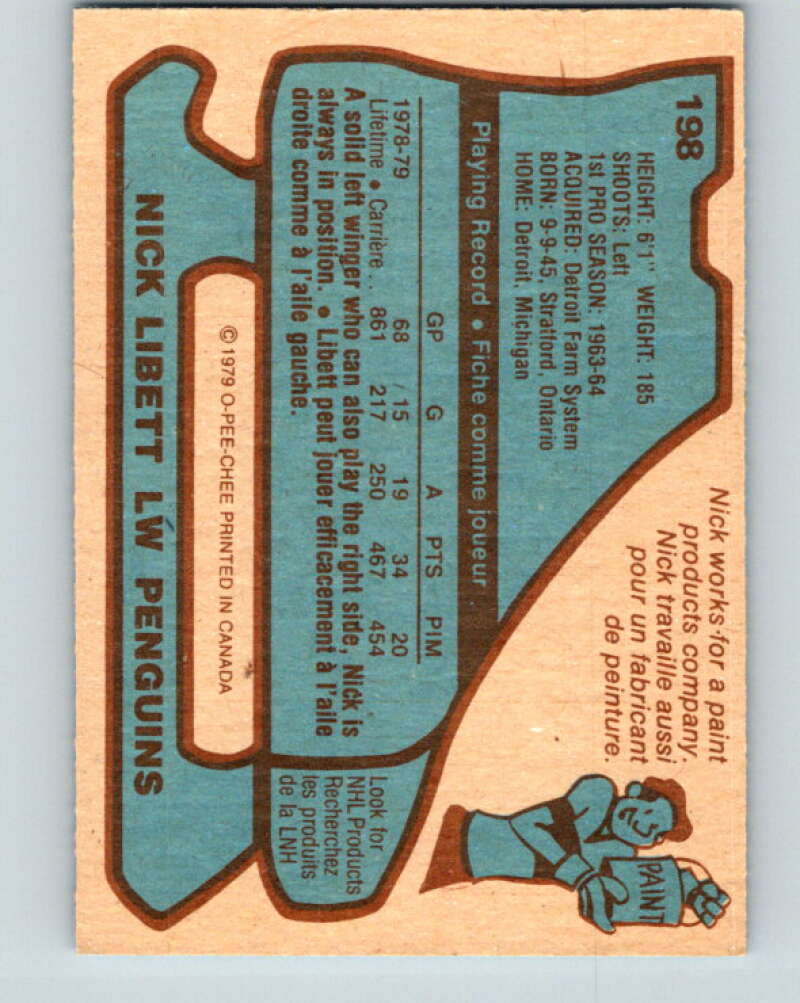 198
HEIGHT: 6'1" WEIGHT: 185
SHOOTS: Left
1st PRO SEASON: 1963-64
ACQUIRED: Detroit Farm System
BORN: 9-9-45, Stratford, Ontario
HOME: Detroit, Michigan
Nick works for a paint
products company.
Nick travaille aussi
pour un fabricant
de peinture.
PAINT
Playing Record • Fiche comme joueur
GP G A PTS PIM
1978-79 68 15 19 34 20
Lifetime • Carrière .. 861 217 250 467 454
A solid left winger who can also play the right side, Nick is
always in position. • Libett peut jouer efficacement à l'aile
droite comme à l'aile gauche.
Look for
NHL Products
Recherchez
les produits
de la LNH
© 1979 O-PEE-CHEE PRINTED IN CANADA
NICK LIBETT LW PENGUINS